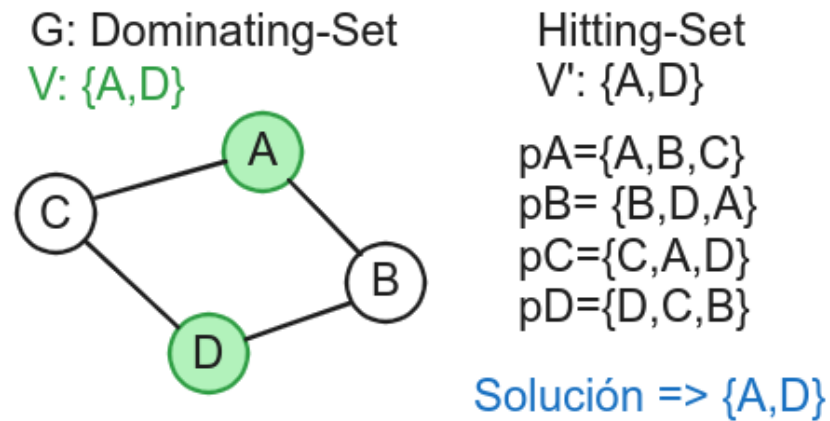 G: Dominating-Set
V: {A,D}
A
C
B
D
Hitting-Set
V': {A,D}
pA={A,B,C}
pB= {B,D,A}
pC={C,A,D}
pD={D,C,B}
Solución => {A,D}